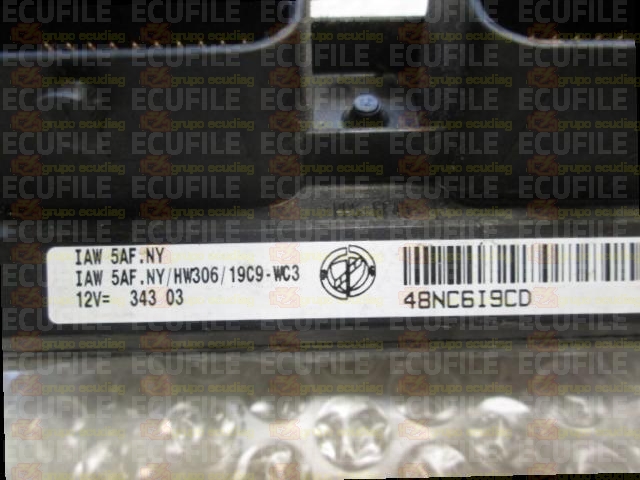 IAW 5AF.NY
IAW 5AF.NY/HW306/19C9-WC3
12V= 343 03
48NC6I9CD
ECUFILE
grupo ecudiag